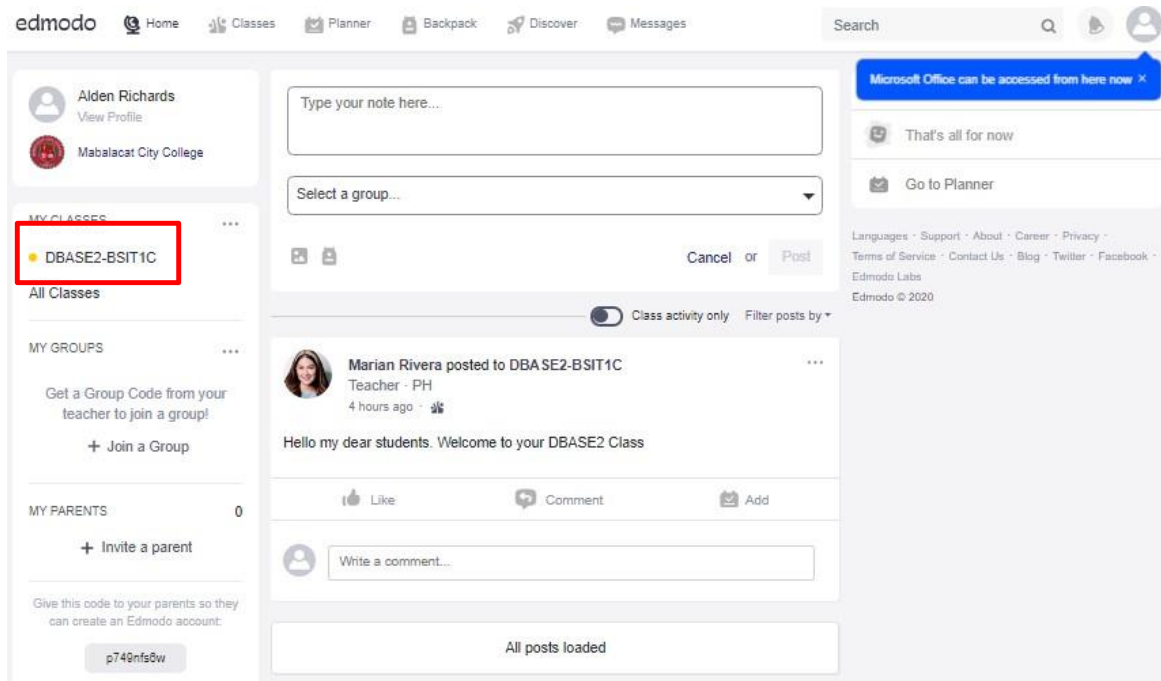 edmodo Home Classes Planner Backpack Discover Messages Search
Microsoft Office can be accessed from here now ×
Alden Richards
View Profile
Mabalacat City College
MY CLASSES ...
DBASE2-BSIT1C
All Classes
MY GROUPS ...
Get a Group Code from your
teacher to join a group!
+ Join a Group
MY PARENTS 0
+ Invite a parent
Give this code to your parents so they
can create an Edmodo account:
p749nfs6w
Type your note here...
Select a group...
Cancel or Post
Class activity only Filter posts by
Marian Rivera posted to DBASE2-BSIT1C ...
Teacher · PH
4 hours ago ·
Hello my dear students. Welcome to your DBASE2 Class
Like Comment Add
Write a comment...
All posts loaded
That's all for now
Go to Planner
Languages · Support · About · Career · Privacy ·
Terms of Service · Contact Us · Blog · Twitter · Facebook ·
Edmodo Labs
Edmodo © 2020